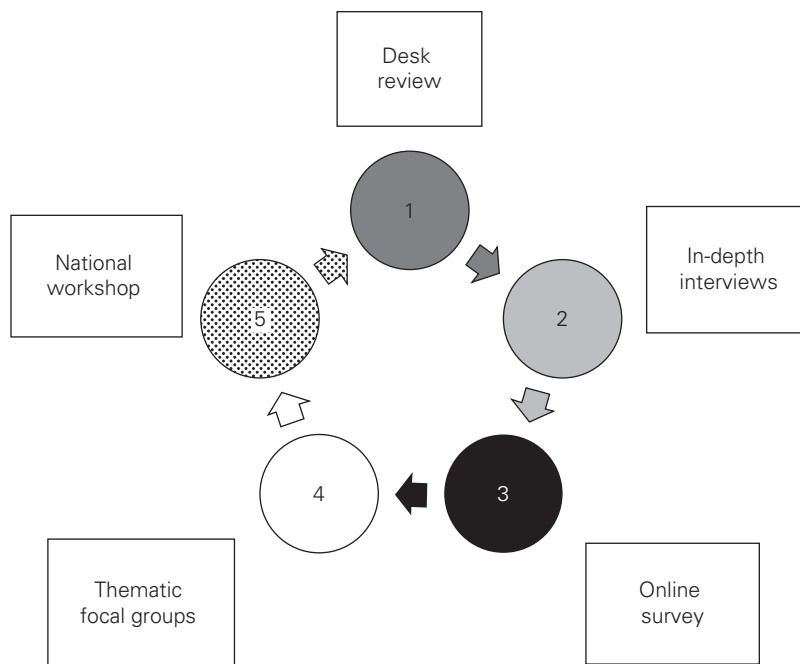 Desk
review
1
In-depth
interviews
2
Online
survey
3
Thematic
focal groups
4
National
workshop
5